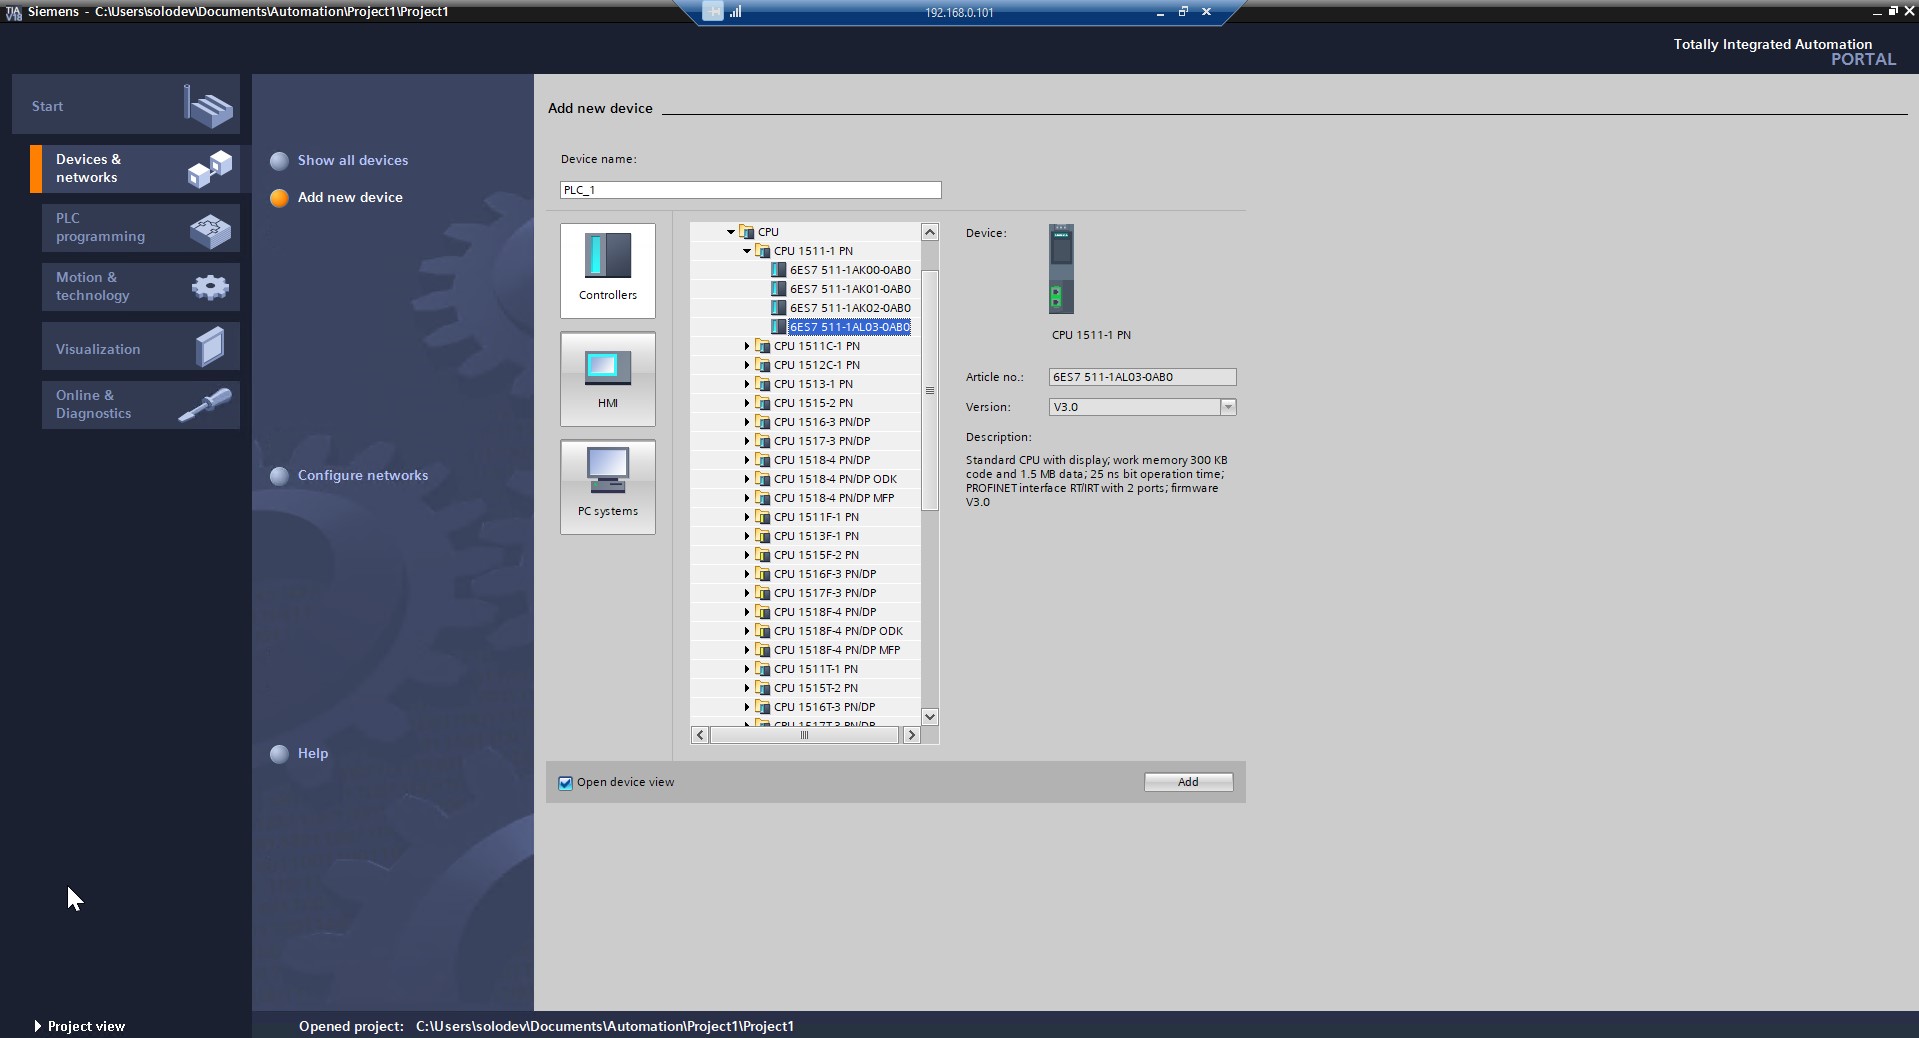 Siemens - C:\Users\solodev\Documents\Automation\Project1\Project1
192.168.0.101
Totally Integrated Automation
PORTAL
Start
Devices &
networks
PLC
programming
Motion &
technology
Visualization
Online &
Diagnostics
Show all devices
Add new device
Configure networks
Help
Add new device
Device name:
PLC_1
Controllers
HMI
PC systems
CPU
CPU 1511-1 PN
6ES7 511-1AK00-0AB0
6ES7 511-1AK01-0AB0
6ES7 511-1AK02-0AB0
6ES7 511-1AL03-0AB0
CPU 1511C-1 PN
CPU 1512C-1 PN
CPU 1513-1 PN
CPU 1515-2 PN
CPU 1516-3 PN/DP
CPU 1517-3 PN/DP
CPU 1518-4 PN/DP
CPU 1518-4 PN/DP ODK
CPU 1518-4 PN/DP MFP
CPU 1511F-1 PN
CPU 1513F-1 PN
CPU 1515F-2 PN
CPU 1516F-3 PN/DP
CPU 1517F-3 PN/DP
CPU 1518F-4 PN/DP
CPU 1518F-4 PN/DP ODK
CPU 1518F-4 PN/DP MFP
CPU 1511T-1 PN
CPU 1515T-2 PN
CPU 1516T-3 PN/DP
CPU 1517T-3 PN/DP
Device:
CPU 1511-1 PN
Article no.: 6ES7 511-1AL03-0AB0
Version: V3.0
Description:
Standard CPU with display; work memory 300 KB
code and 1.5 MB data; 25 ns bit operation time;
PROFINET interface RT/IRT with 2 ports; firmware
V3.0
Open device view
Add
Project view
Opened project: C:\Users\solodev\Documents\Automation\Project1\Project1